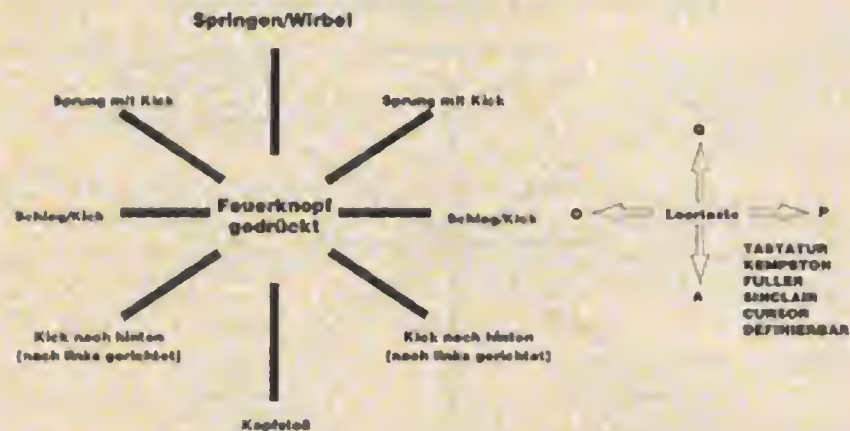 Springen/Wirbel
Sprung mit Kick
Sprung mit Kick
Schlag/Kick
Feuerknopf
gedrückt
Schlag/Kick
Kick nach hinten
(nach links gerichtet)
Kick nach hinten
(nach links gerichtet)
Kopfstoß
Q
O
Leertaste
P
A
TASTATUR
KEMPSTON
FULLER
SINCLAIR
CURSOR
DEFINIERBAR